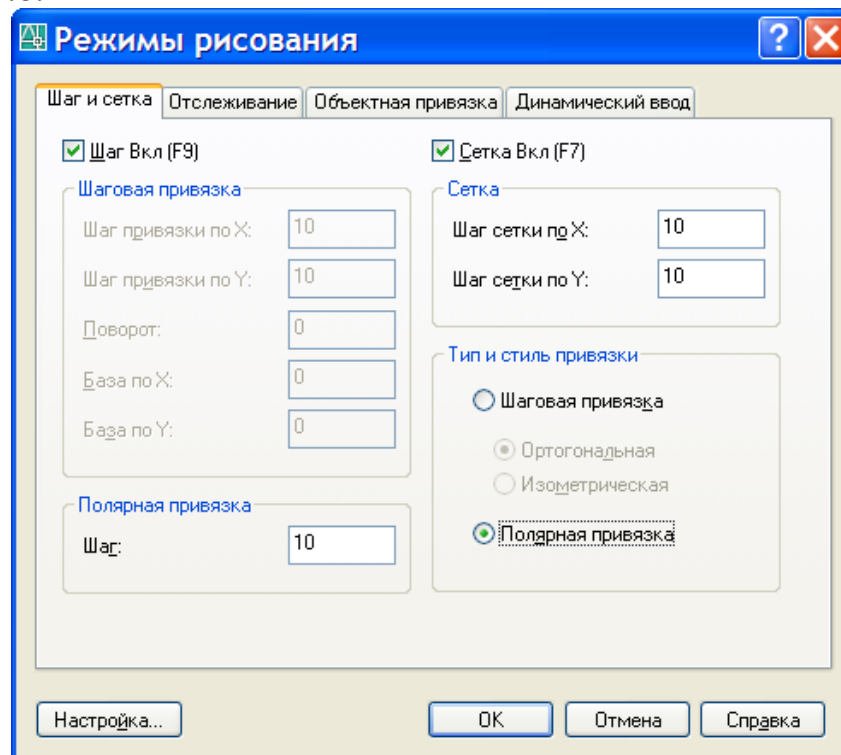 Режимы рисования
Шаг и сетка Отслеживание Объектная привязка Динамический ввод
Шаг Вкл (F9)
Шаговая привязка
Шаг привязки по X: 10
Шаг привязки по Y: 10
Поворот: 0
База по X: 0
База по Y: 0
Полярная привязка
Шаг: 10
Сетка Вкл (F7)
Сетка
Шаг сетки по X: 10
Шаг сетки по Y: 10
Тип и стиль привязки
Шаговая привязка
Ортогональная
Изометрическая
Полярная привязка
Настройка... OK Отмена Справка